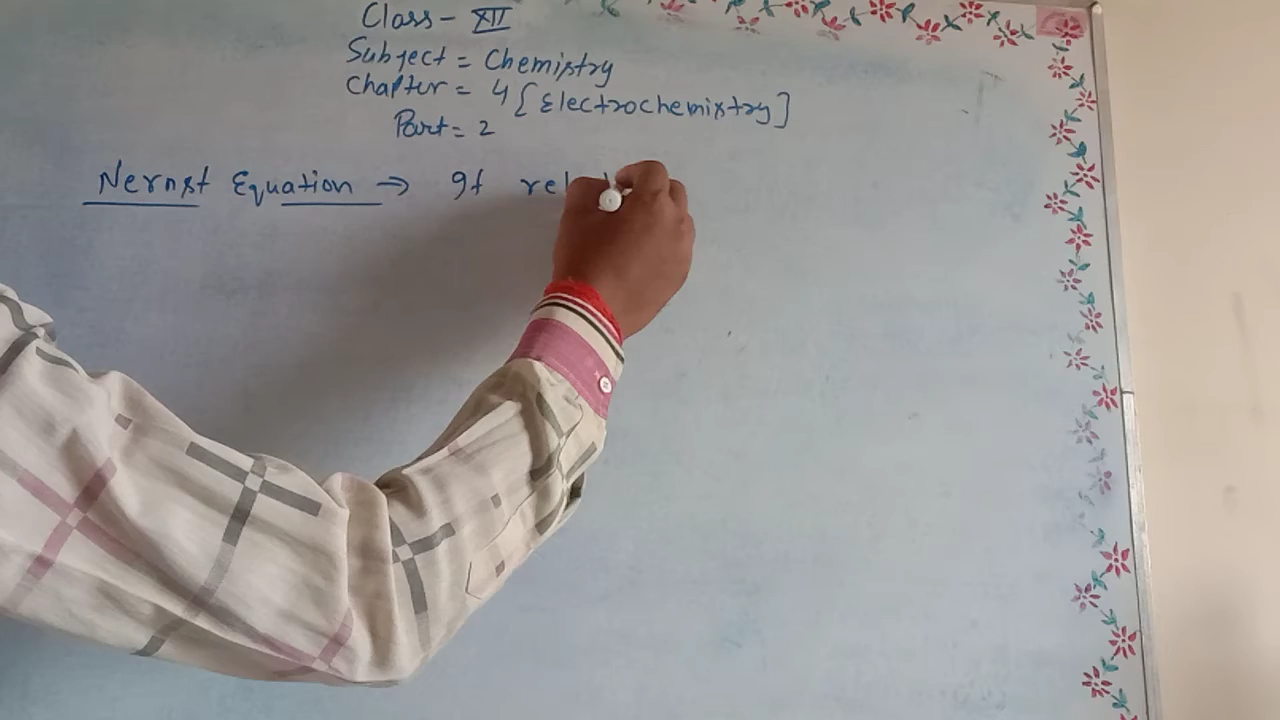 Class - XII
Subject = Chemistry
Chapter = 4 [Electrochemistry]
Part = 2
Nernst Equation → It